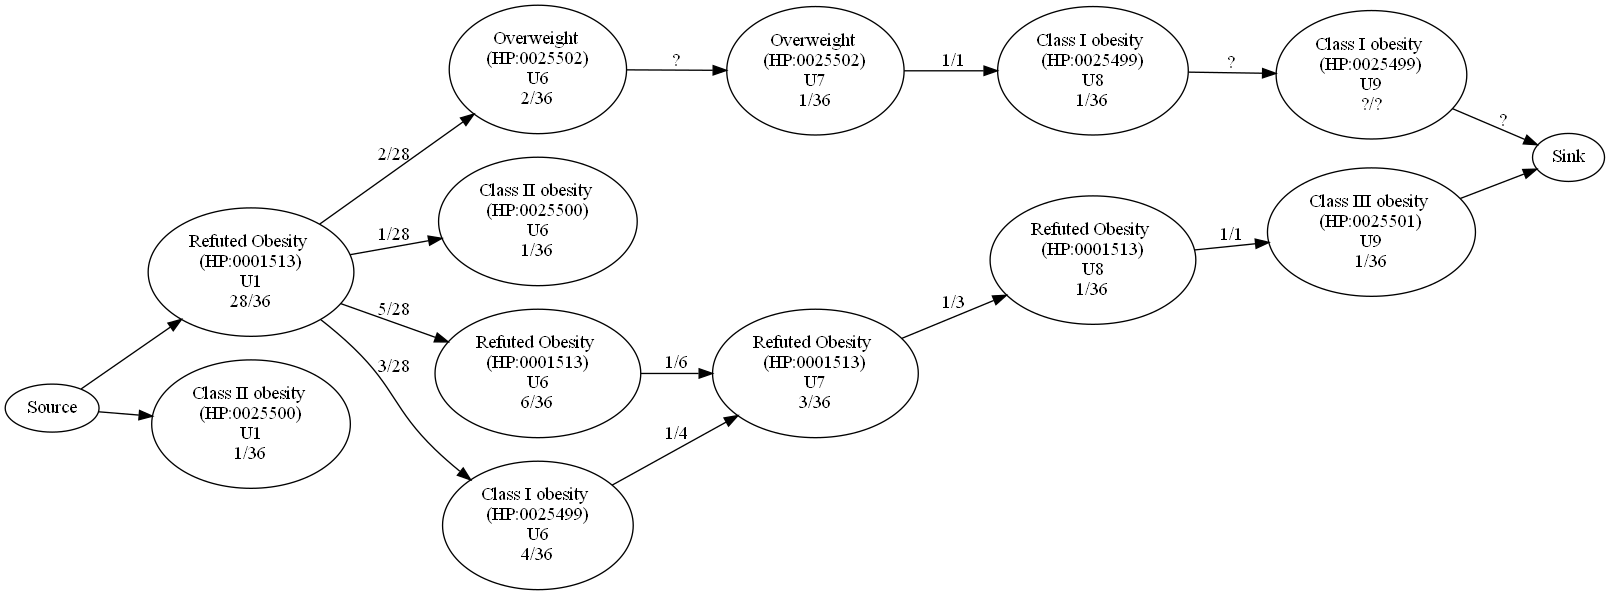 Source
Refuted Obesity
(HP:0001513)
U1
28/36
Class II obesity
(HP:0025500)
U1
1/36
2/28
1/28
5/28
3/28
Overweight
(HP:0025502)
U6
2/36
Class II obesity
(HP:0025500)
U6
1/36
Refuted Obesity
(HP:0001513)
U6
6/36
Class I obesity
(HP:0025499)
U6
4/36
?
1/6
1/4
Overweight
(HP:0025502)
U7
1/36
Refuted Obesity
(HP:0001513)
U7
3/36
1/1
1/3
Class I obesity
(HP:0025499)
U8
1/36
Refuted Obesity
(HP:0001513)
U8
1/36
?
1/1
Class I obesity
(HP:0025499)
U9
?/?
Class III obesity
(HP:0025501)
U9
1/36
?
Sink